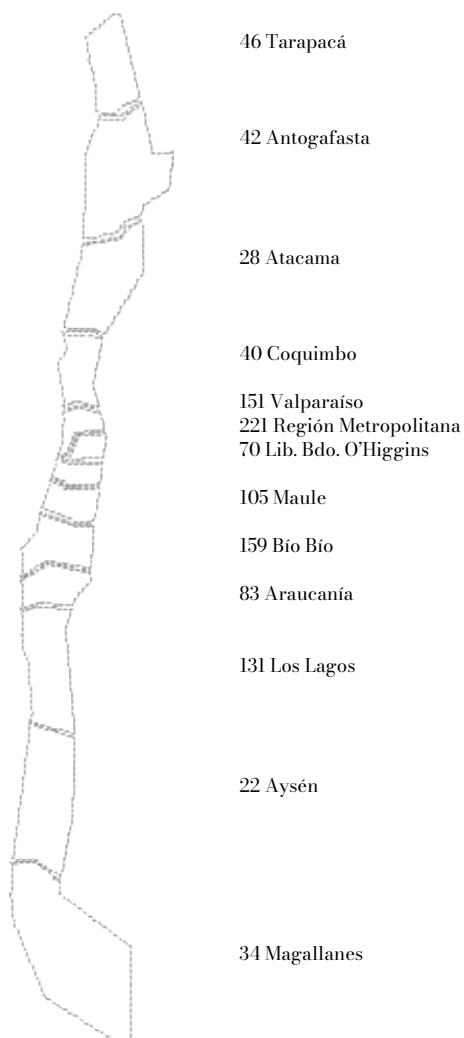 46 Tarapacá
42 Antogafasta
28 Atacama
40 Coquimbo
151 Valparaíso
221 Región Metropolitana
70 Lib. Bdo. O’Higgins
105 Maule
159 Bío Bío
83 Araucanía
131 Los Lagos
22 Aysén
34 Magallanes